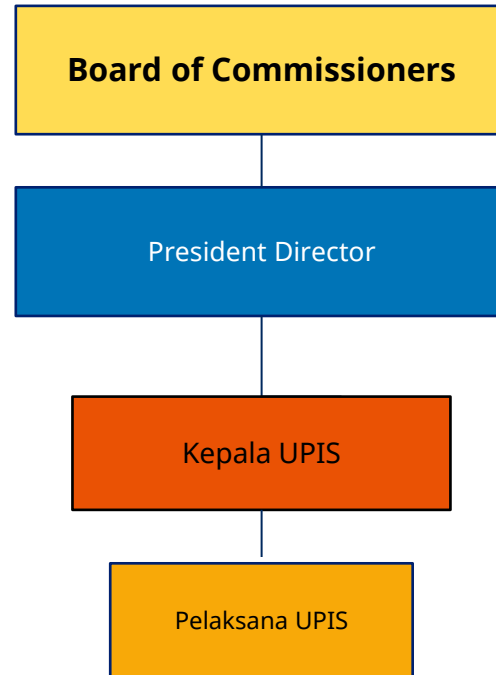 Board of Commissioners
President Director
Kepala UPIS
Pelaksana UPIS